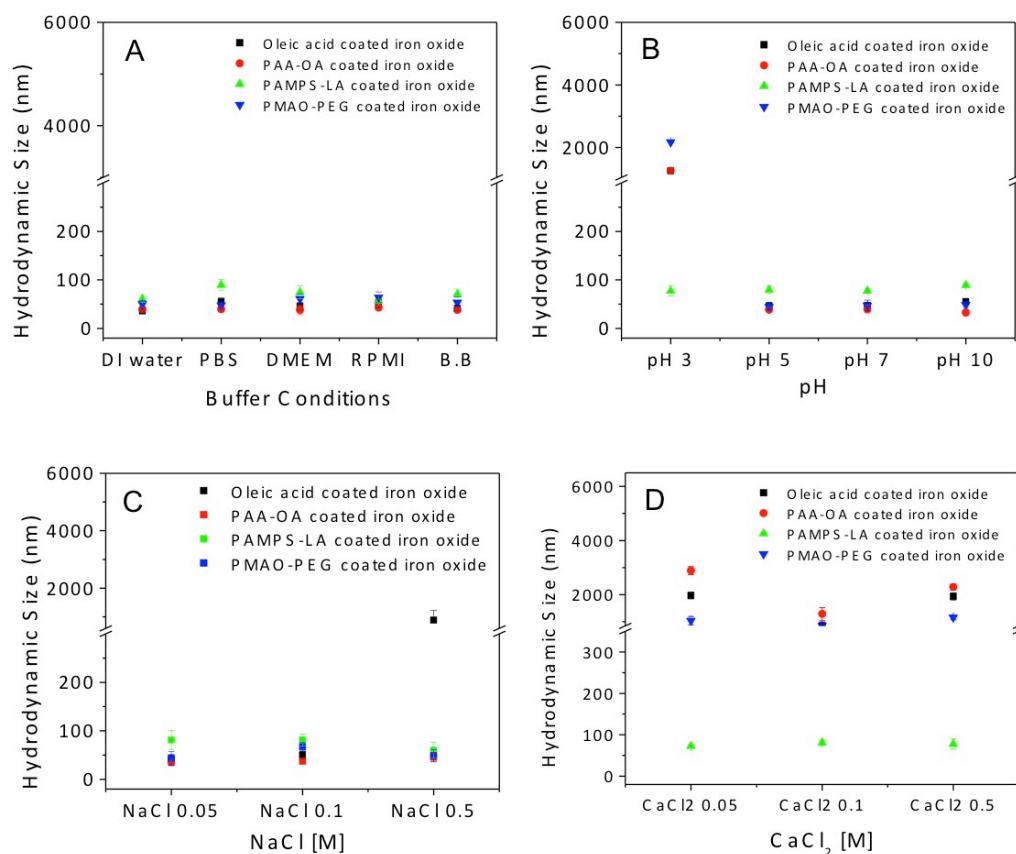 A
6000
4000
200
100
0
Hydrodynamic Size (nm)
Oleic acid coated iron oxide
PAA-OA coated iron oxide
PAMPS-LA coated iron oxide
PMAO-PEG coated iron oxide
DI water PBS DMEM RPMI B.B
Buffer Conditions
B
6000
4000
2000
200
100
0
Hydrodynamic Size (nm)
Oleic acid coated iron oxide
PAA-OA coated iron oxide
PAMPS-LA coated iron oxide
PMAO-PEG coated iron oxide
pH 3 pH 5 pH 7 pH 10
pH
C
6000
4000
2000
200
100
0
Hydrodynamic Size (nm)
Oleic acid coated iron oxide
PAA-OA coated iron oxide
PAMPS-LA coated iron oxide
PMAO-PEG coated iron oxide
NaCl 0.05 NaCl 0.1 NaCl 0.5
NaCl [M]
D
6000
4000
2000
300
200
100
0
Hydrodynamic Size (nm)
Oleic acid coated iron oxide
PAA-OA coated iron oxide
PAMPS-LA coated iron oxide
PMAO-PEG coated iron oxide
CaCl2 0.05 CaCl2 0.1 CaCl2 0.5
CaCl₂ [M]